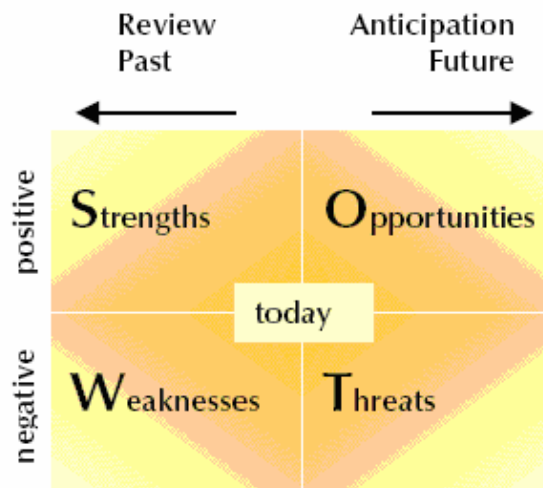 Review Past
Anticipation Future
positive
Strengths
Opportunities
today
negative
Weaknesses
Threats